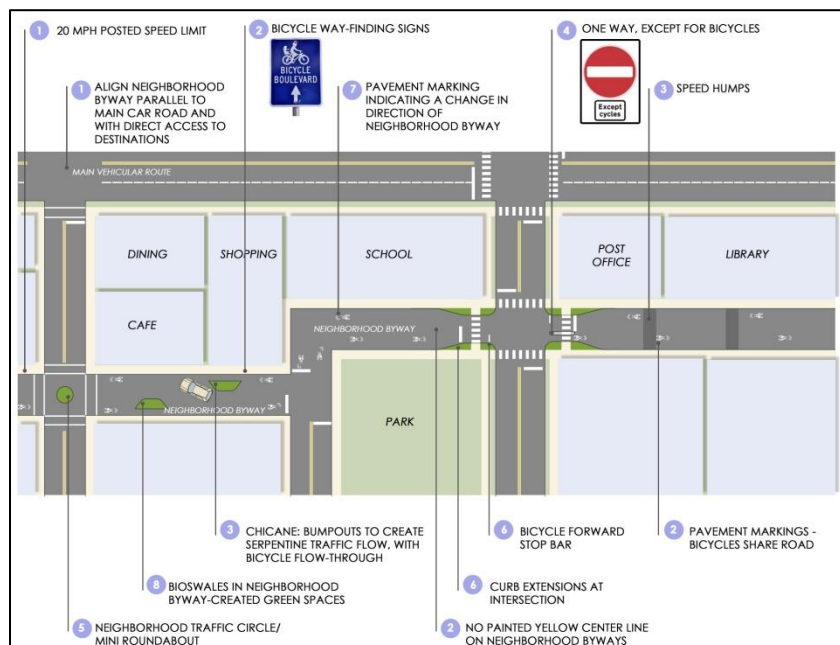 1 20 MPH POSTED SPEED LIMIT
2 BICYCLE WAY-FINDING SIGNS
4 ONE WAY, EXCEPT FOR BICYCLES
BICYCLE
BOULEVARD
Except
cycles
1 ALIGN NEIGHBORHOOD
BYWAY PARALLEL TO
MAIN CAR ROAD AND
WITH DIRECT ACCESS TO
DESTINATIONS
7 PAVEMENT MARKING
INDICATING A CHANGE IN
DIRECTION OF
NEIGHBORHOOD BYWAY
3 SPEED HUMPS
MAIN VEHICULAR ROUTE
DINING
SHOPPING
SCHOOL
POST
OFFICE
LIBRARY
CAFE
NEIGHBORHOOD BYWAY
NEIGHBORHOOD BYWAY
PARK
3 CHICANE: BUMPOUTS TO CREATE
SERPENTINE TRAFFIC FLOW, WITH
BICYCLE FLOW-THROUGH
6 BICYCLE FORWARD
STOP BAR
2 PAVEMENT MARKINGS -
BICYCLES SHARE ROAD
8 BIOSWALES IN NEIGHBORHOOD
BYWAY-CREATED GREEN SPACES
6 CURB EXTENSIONS AT
INTERSECTION
5 NEIGHBORHOOD TRAFFIC CIRCLE/
MINI ROUNDABOUT
2 NO PAINTED YELLOW CENTER LINE
ON NEIGHBORHOOD BYWAYS